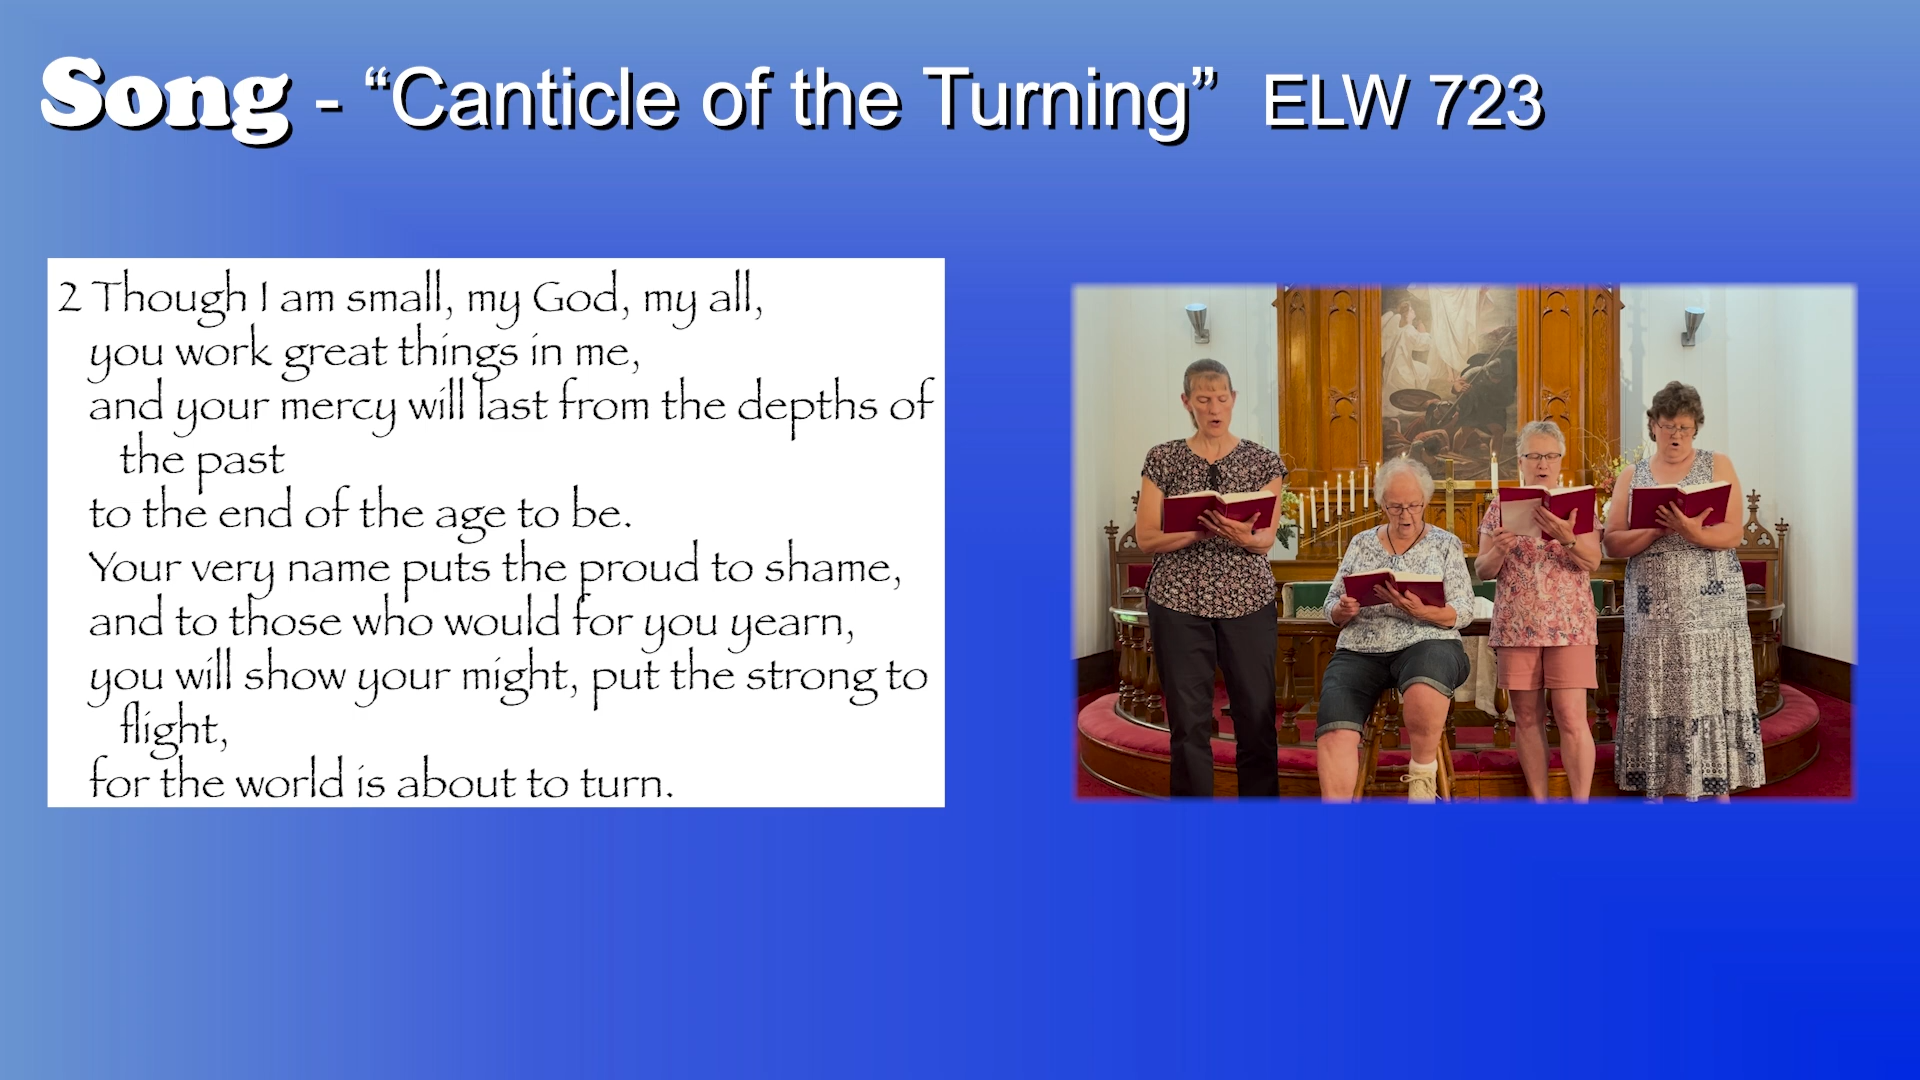 Song - “Canticle of the Turning” ELW 723
2 Though I am small, my God, my all,
you work great things in me,
and your mercy will last from the depths of
the past
to the end of the age to be.
Your very name puts the proud to shame,
and to those who would for you yearn,
you will show your might, put the strong to
flight,
for the world is about to turn.